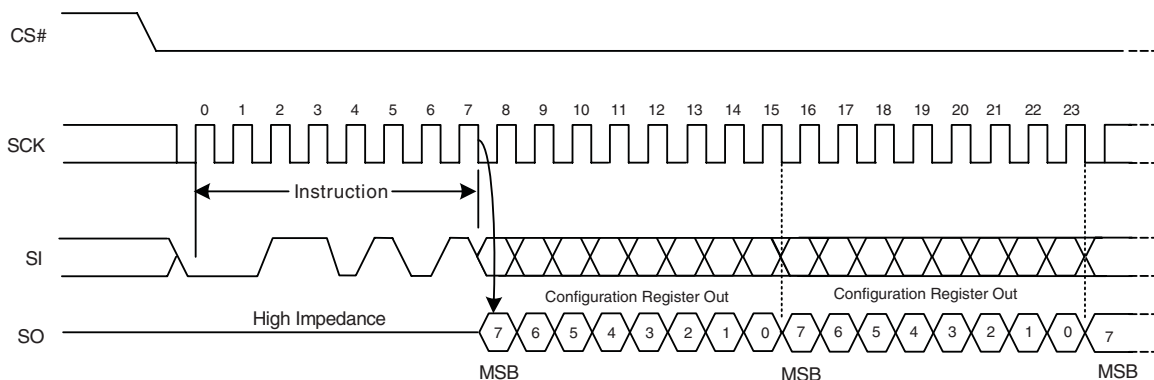 CS#
0 1 2 3 4 5 6 7 8 9 10 11 12 13 14 15 16 17 18 19 20 21 22 23
SCK
Instruction
SI
Configuration Register Out Configuration Register Out
High Impedance
SO 7 6 5 4 3 2 1 0 7 6 5 4 3 2 1 0 7
MSB MSB MSB